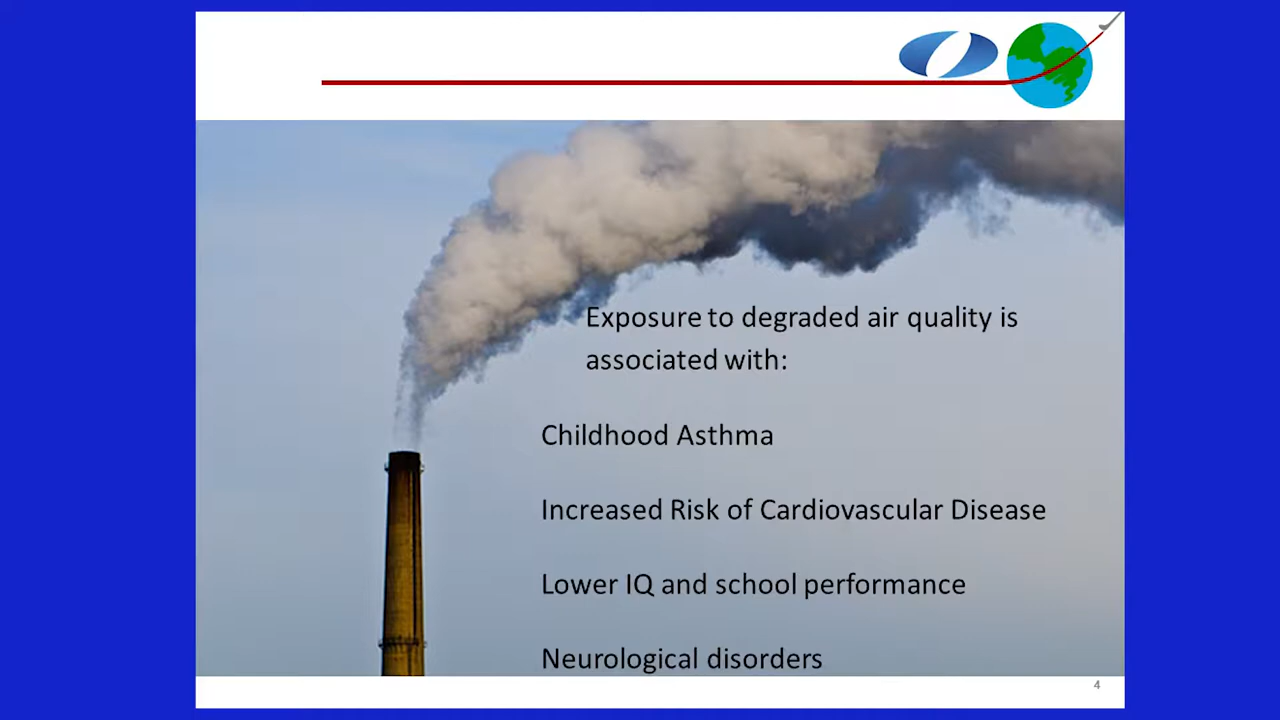 Exposure to degraded air quality is
associated with:
Childhood Asthma
Increased Risk of Cardiovascular Disease
Lower IQ and school performance
Neurological disorders
4